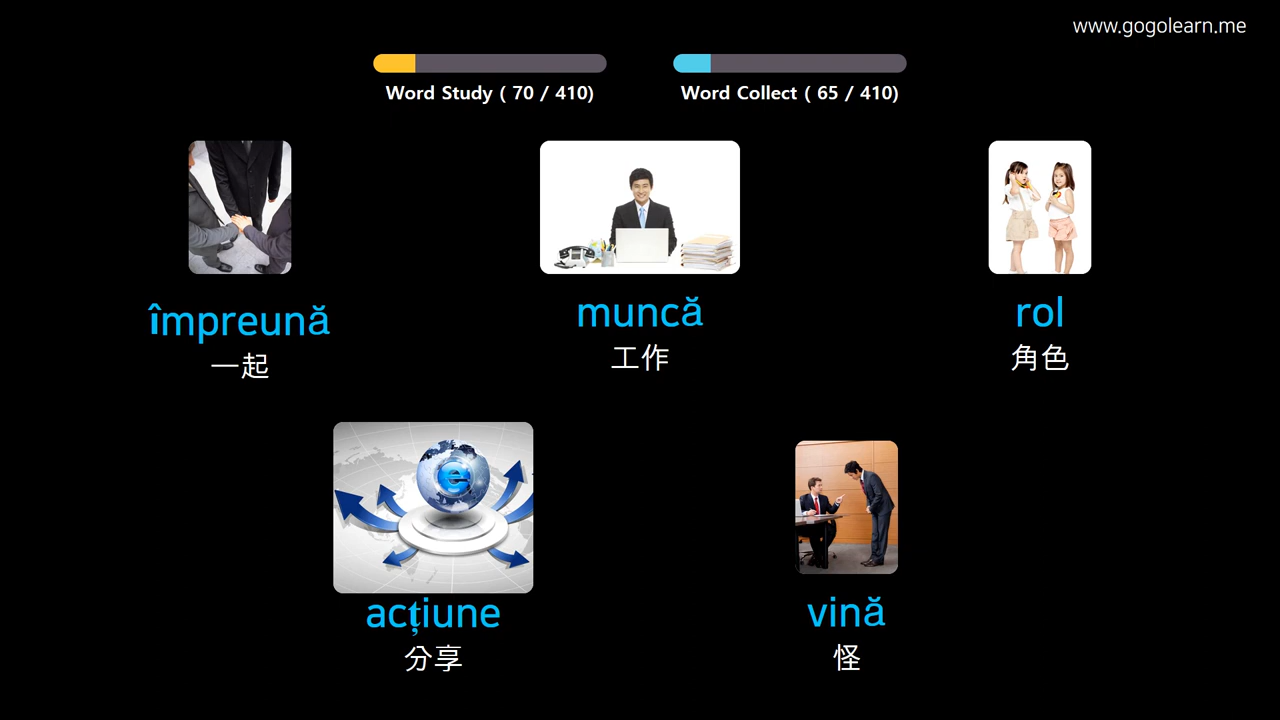 www.gogolearn.me
Word Study ( 70 / 410)
Word Collect ( 65 / 410)
împreună
一起
muncă
工作
rol
角色
acțiune
分享
vină
怪